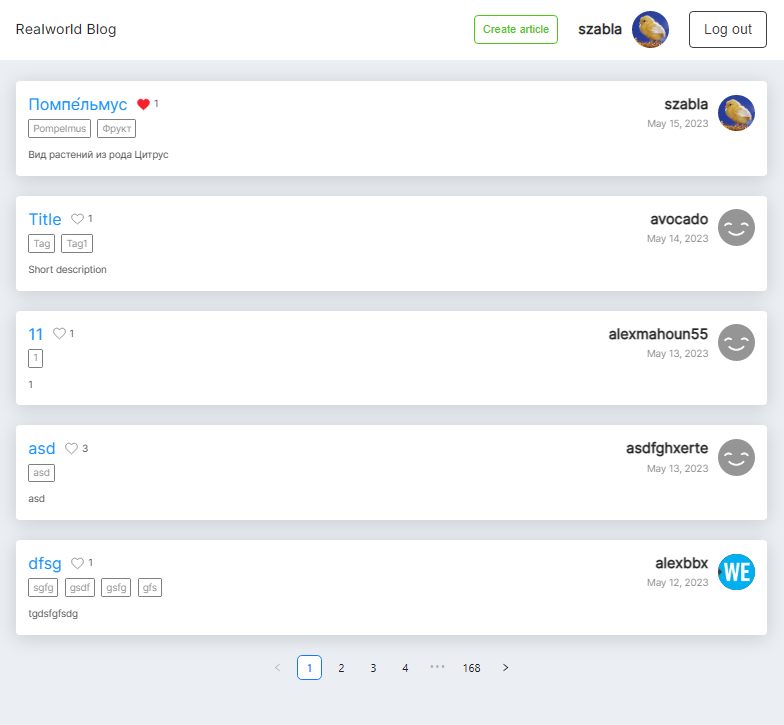 Realworld Blog
Create article szabla Log out
Помпе́льмус 1
szabla
May 15, 2023
Pompelmus Фрукт
Вид растений из рода Цитрус
Title 1
avocado
May 14, 2023
Tag Tag1
Short description
11 1
alexmahoun55
May 13, 2023
1
1
asd 3
asdfghxerte
May 13, 2023
asd
asd
dfsg 1
alexbbx
WE
May 12, 2023
sgfg gsdf gsfg gfs
tgdsfgfsdg
< 1 2 3 4 ••• 168 >